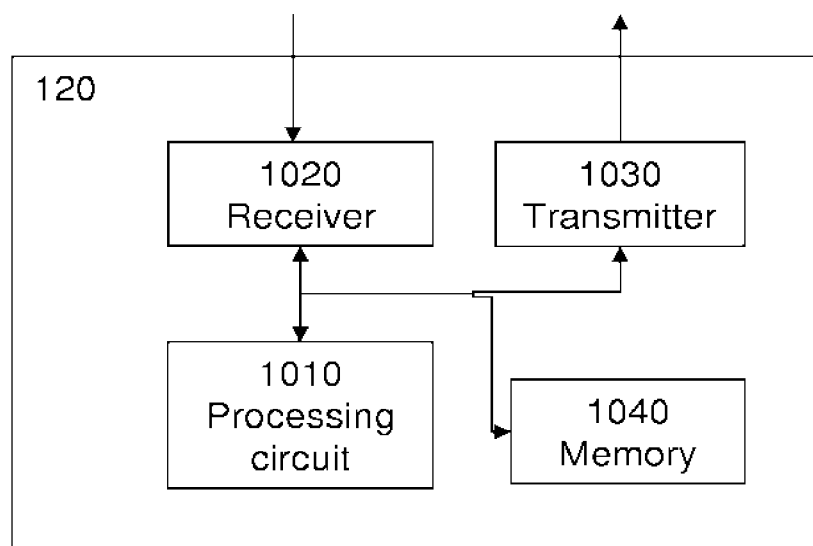 120
1020
Receiver
1030
Transmitter
1010
Processing
circuit
1040
Memory